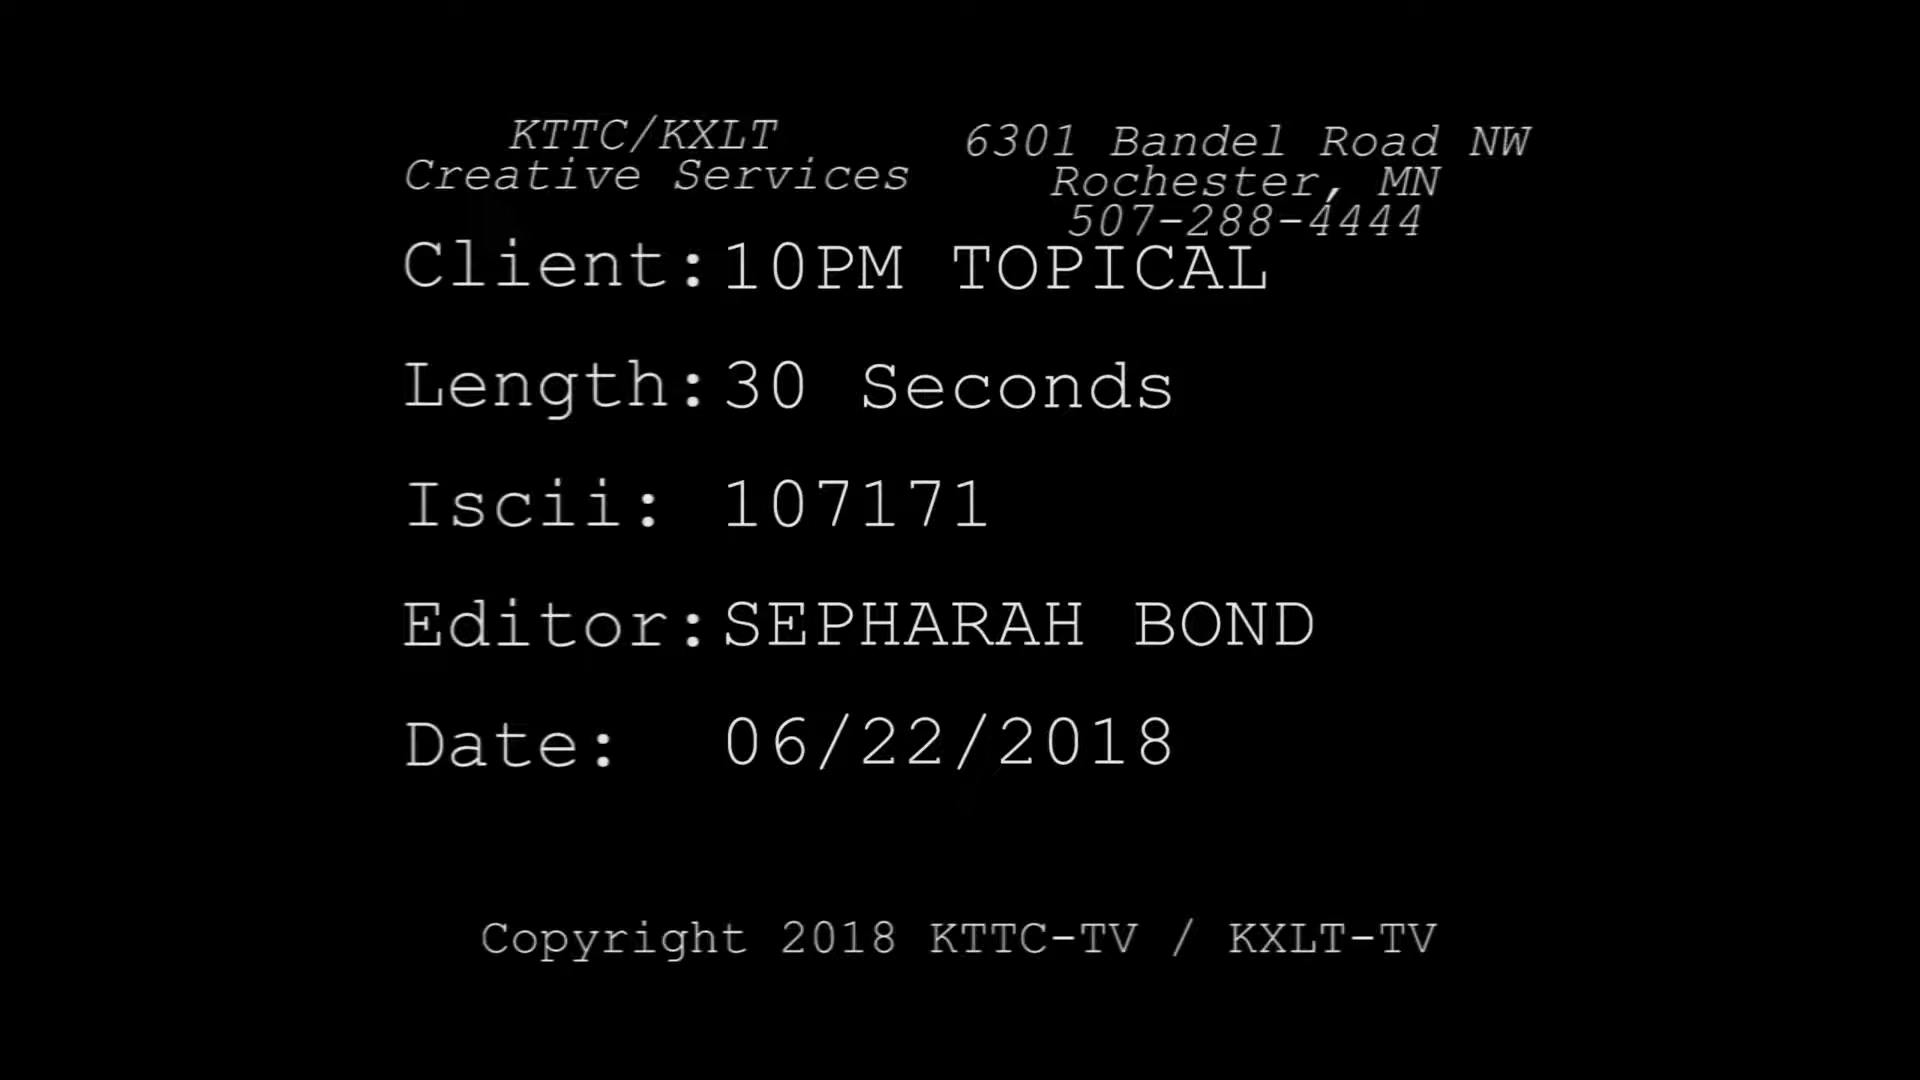 KTTC/KXLT
Creative Services
6301 Bandel Road NW
Rochester, MN
507-288-4444
Client:10PM TOPICAL
Length:30 Seconds
Iscii: 107171
Editor:SEPHARAH BOND
Date: 06/22/2018
Copyright 2018 KTTC-TV / KXLT-TV